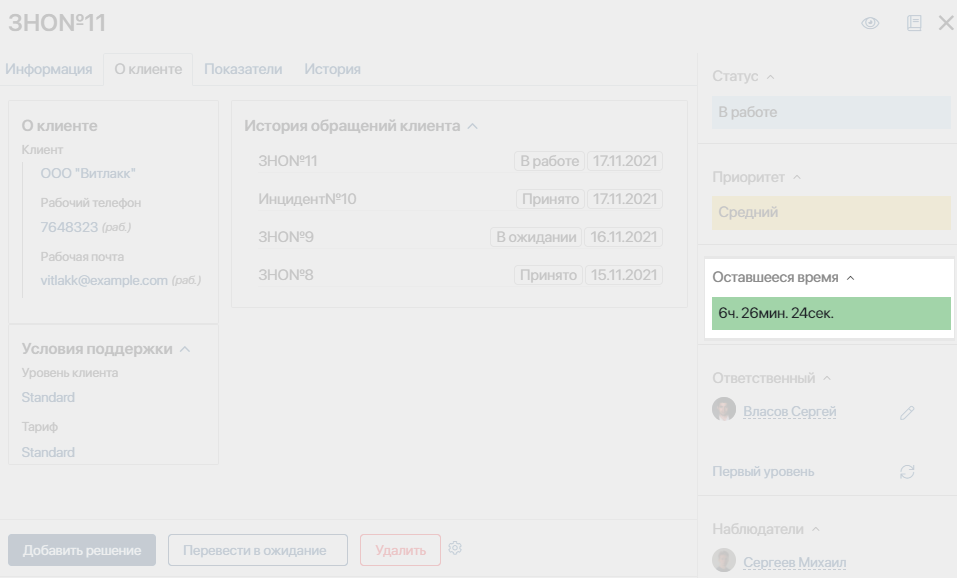 ЗНО№11
Информация О клиенте Показатели История
О клиенте
Клиент
ООО "Витлакк"
Рабочий телефон
7648323 (раб.)
Рабочая почта
vitlakk@example.com (раб.)
Условия поддержки
Уровень клиента
Standard
Тариф
Standard
История обращений клиента
ЗНО№11 В работе 17.11.2021
Инцидент№10 Принято 17.11.2021
ЗНО№9 В ожидании 16.11.2021
ЗНО№8 Принято 15.11.2021
Статус
В работе
Приоритет
Средний
Оставшееся время
6ч. 26мин. 24сек.
Ответственный
Власов Сергей
Первый уровень
Наблюдатели
Сергеев Михаил
Добавить решение Перевести в ожидание Удалить